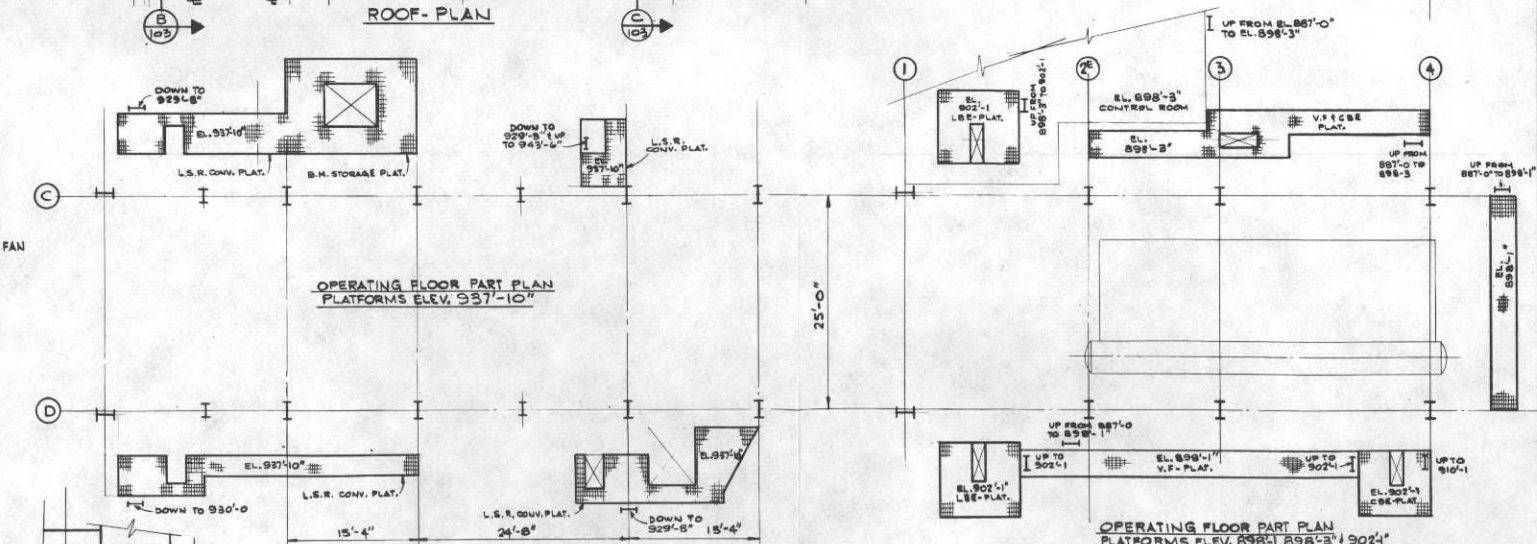 ROOF-PLAN
B
103
C
103
DOWN TO
929'-8"
EL.937'-10"
L.S.R. CONV. PLAT.
B.M. STORAGE PLAT.
DOWN TO
929'-8" & UP
TO 943'-6"
EL.
937'-10"
L.S.R.
CONV. PLAT.
C
FAN
OPERATING FLOOR PART PLAN
PLATFORMS ELEV. 937'-10"
D
EL.937'-10"
L.S.R. CONV. PLAT.
DOWN TO 930'-0
EL.937'-10"
L.S.R. CONV. PLAT.
DOWN TO
929'-8"
15'-4"
24'-8"
15'-4"
25'-0"
UP FROM EL.887'-0"
TO EL.898'-3"
1
2E
3
4
EL.
902'-1
LBE-PLAT.
UP FROM
898'-3" TO 902'-1
EL. 898'-3"
CONTROL ROOM
EL.
898'-3"
V.F & GBE
PLAT.
UP FROM
887'-0 TO
898-3
UP FROM
887'-0" TO 898'-1"
EL.
898'-1"
UP FROM 887'-0
TO 898'-1"
UP TO
902'-1
EL.898'-1"
V.F.-PLAT.
UP TO
902'-1
UP TO
910'-1
EL.902'-1"
LBE-PLAT.
EL.902'-1
CBE-PLAT.
OPERATING FLOOR PART PLAN
PLATFORMS ELEV. 898'-1, 898'-3" & 902'-1"